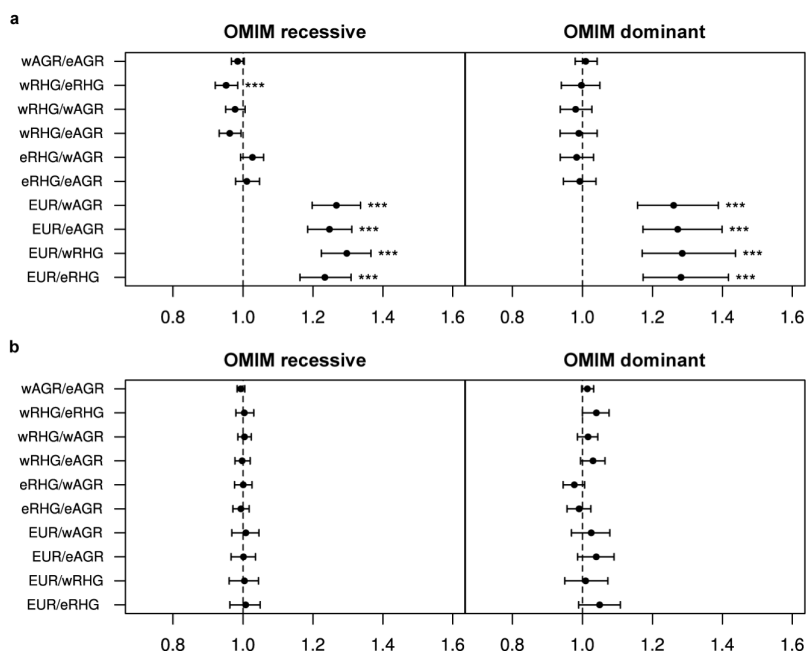 a
OMIM recessive OMIM dominant
wAGR/eAGR
wRHG/eRHG ***
wRHG/wAGR
wRHG/eAGR
eRHG/wAGR
eRHG/eAGR
EUR/wAGR *** ***
EUR/eAGR *** ***
EUR/wRHG *** ***
EUR/eRHG *** ***
0.8 1.0 1.2 1.4 1.6 0.8 1.0 1.2 1.4 1.6
b
OMIM recessive OMIM dominant
wAGR/eAGR
wRHG/eRHG
wRHG/wAGR
wRHG/eAGR
eRHG/wAGR
eRHG/eAGR
EUR/wAGR
EUR/eAGR
EUR/wRHG
EUR/eRHG
0.8 1.0 1.2 1.4 1.6 0.8 1.0 1.2 1.4 1.6